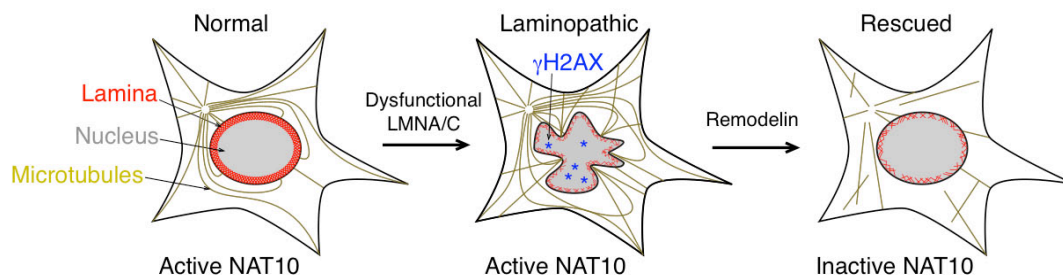 Normal
Laminopathic
Rescued
γH2AX
Lamina
Nucleus
Microtubules
Dysfunctional
LMNA/C
Remodelin
Active NAT10
Active NAT10
Inactive NAT10